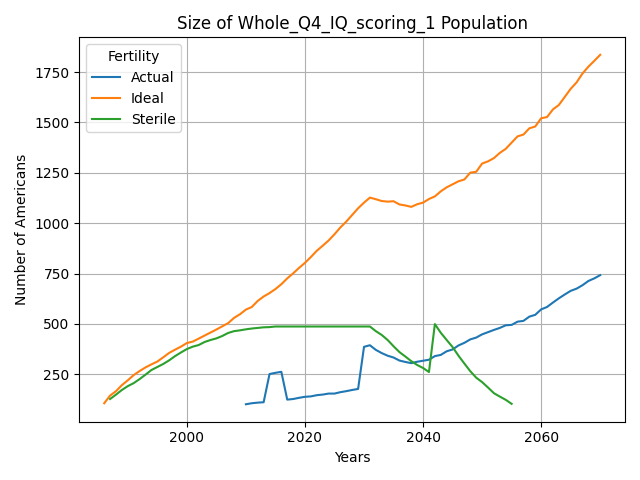 Size of Whole_Q4_IQ_scoring_1 Population
Fertility
Actual
Ideal
Sterile
Number of Americans
1750
1500
1250
1000
750
500
250
2000
2020
2040
2060
Years